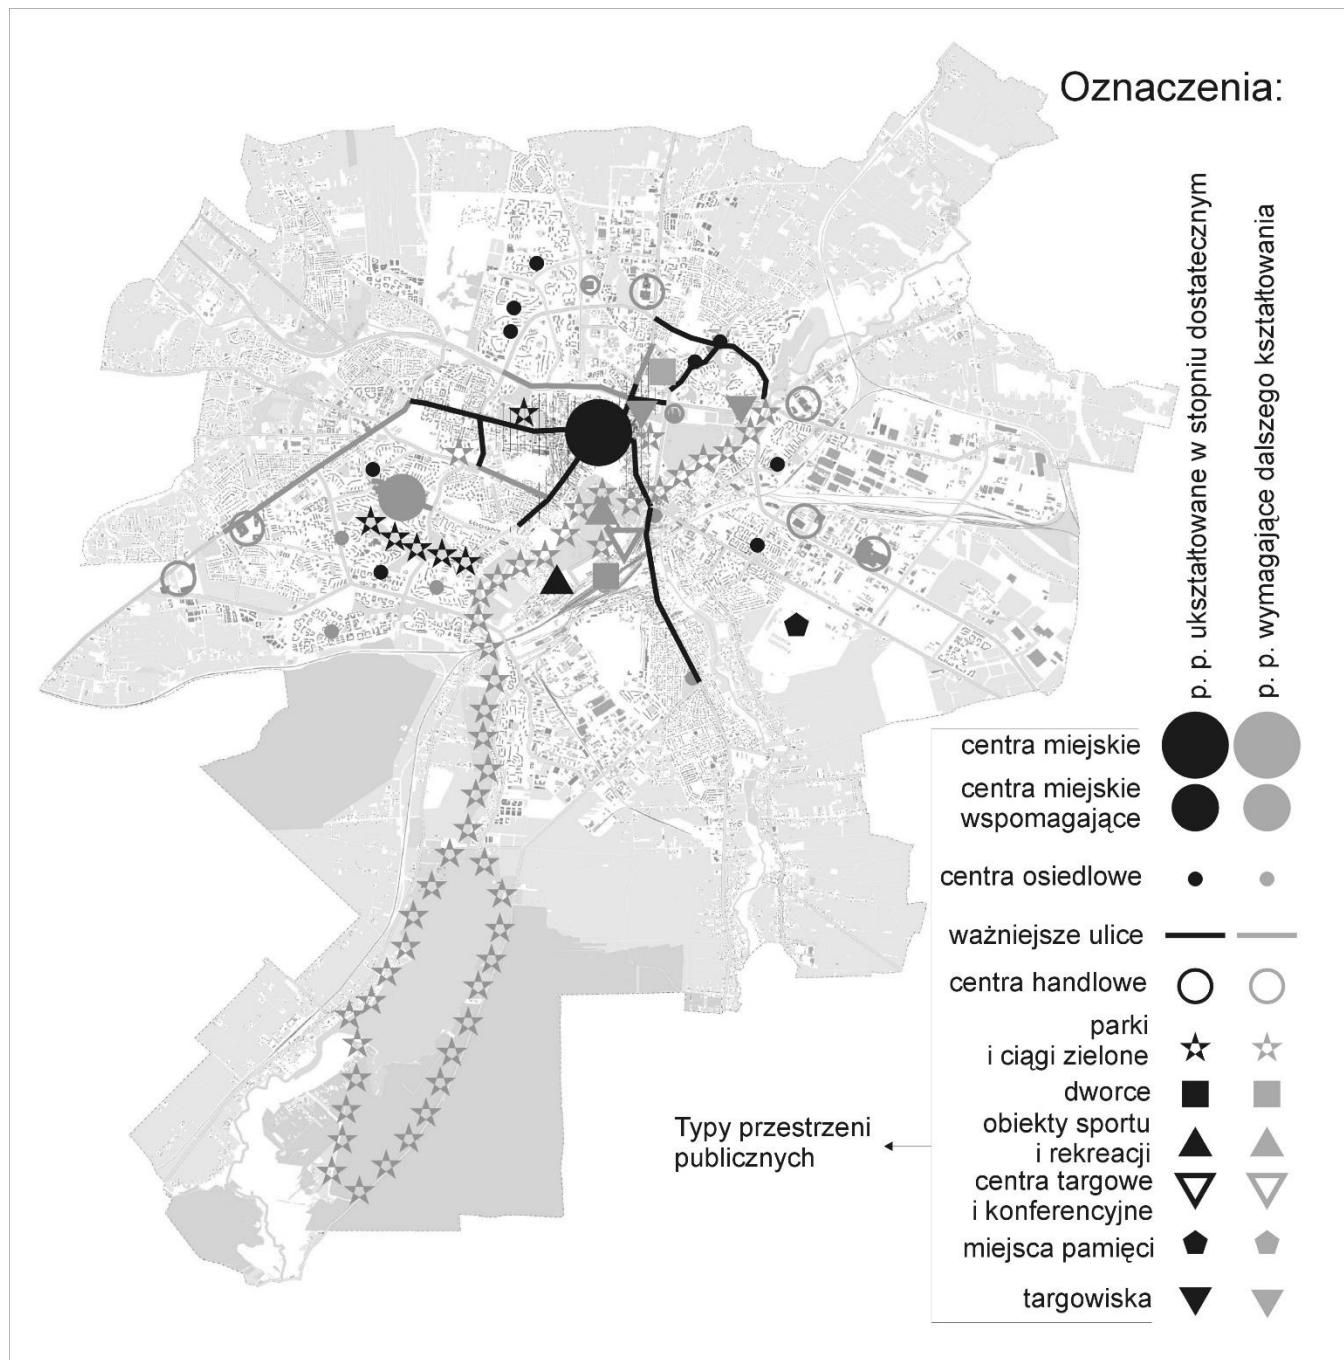 Oznaczenia:
p. p. ukształtowane w stopniu dostatecznym
p. p. wymagające dalszego kształtowania
centra miejskie
centra miejskie
wspomagające
centra osiedlowe
ważniejsze ulice
centra handlowe
parki
i ciągi zielone
dworce
obiekty sportu
i rekreacji
centra targowe
i konferencyjne
miejsca pamięci
targowiska
Typy przestrzeni
publicznych